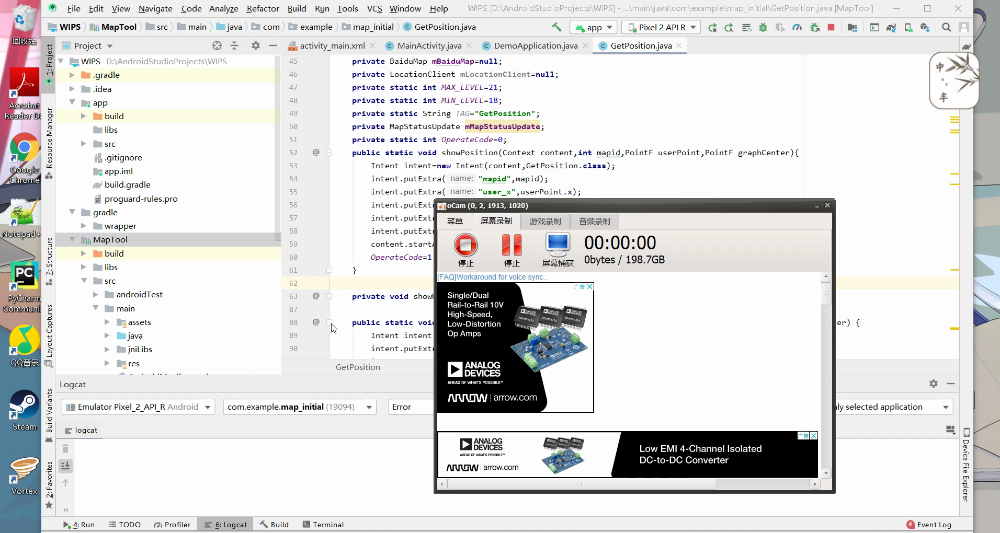 File Edit View Navigate Code Analyze Refactor Build Run Tools VCS Window Help WIPS [D:\AndroidStudioProjects\WIPS] - ...\main\java\com\example\map_initial\GetPosition.java [MapTool]
WIPS MapTool src main java com example map_initial GetPosition.java app Pixel 2 API R
Project
activity_main.xml MainActivity.java DemoApplication.java GetPosition.java
回收站
Acrobat
Reader DC
Google
Chrome
Notepad+
PyCharm
Communi.
QQ音乐
Steam
Vortex
1: Project
Resource Manager
Z: Structure
Layout Captures
Build Variants
2: Favorites
WIPS D:\AndroidStudioProjects\WIPS
.gradle
.idea
app
build
libs
src
.gitignore
app.iml
build.gradle
proguard-rules.pro
gradle
wrapper
MapTool
build
libs
src
androidTest
main
assets
java
jniLibs
res
45 private BaiduMap mBaiduMap=null;
46 private LocationClient mLocationClient=null;
47 private static int MAX_LEVEL=21;
48 private static int MIN_LEVEL=18;
49 private static String TAG="GetPosition";
50 private MapStatusUpdate mMapStatusUpdate;
51 private static int OperateCode=0;
52 @ public static void showPosition(Context content,int mapid,PointF userPoint,PointF graphCenter){
53 Intent intent=new Intent(content,GetPosition.class);
54 intent.putExtra( name: "mapid",mapid);
55 intent.putExtra( name: "user_x",userPoint.x);
56 intent.putExt
57 intent.putExt
58 intent.putExt
59 content.start
60 OperateCode=1
61 }
62
63 @ private void show
87
88 @ public static void er) {
89 Intent intent
90 intent.putExt
GetPosition
中
半
oCam (0, 2, 1913, 1020)
菜单 屏幕录制 游戏录制 音频录制
停止 停止 屏幕捕获
00:00:00
0bytes / 198.7GB
[FAQ]Workaround for voice sync..
广告
Single/Dual
Rail-to-Rail 10V
High-Speed,
Low-Distortion
Op Amps
ANALOG
DEVICES
AHEAD OF WHAT'S POSSIBLE™
ARROW | arrow.com
广告
ANALOG
DEVICES
AHEAD OF WHAT'S POSSIBLE™
ARROW | arrow.com
Low EMI 4-Channel Isolated
DC-to-DC Converter
Logcat
Emulator Pixel_2_API_R Android com.example.map_initial (19094) Error ly selected application
logcat
Device File Explorer
4: Run TODO Profiler 6: Logcat Build Terminal 4 Event Log